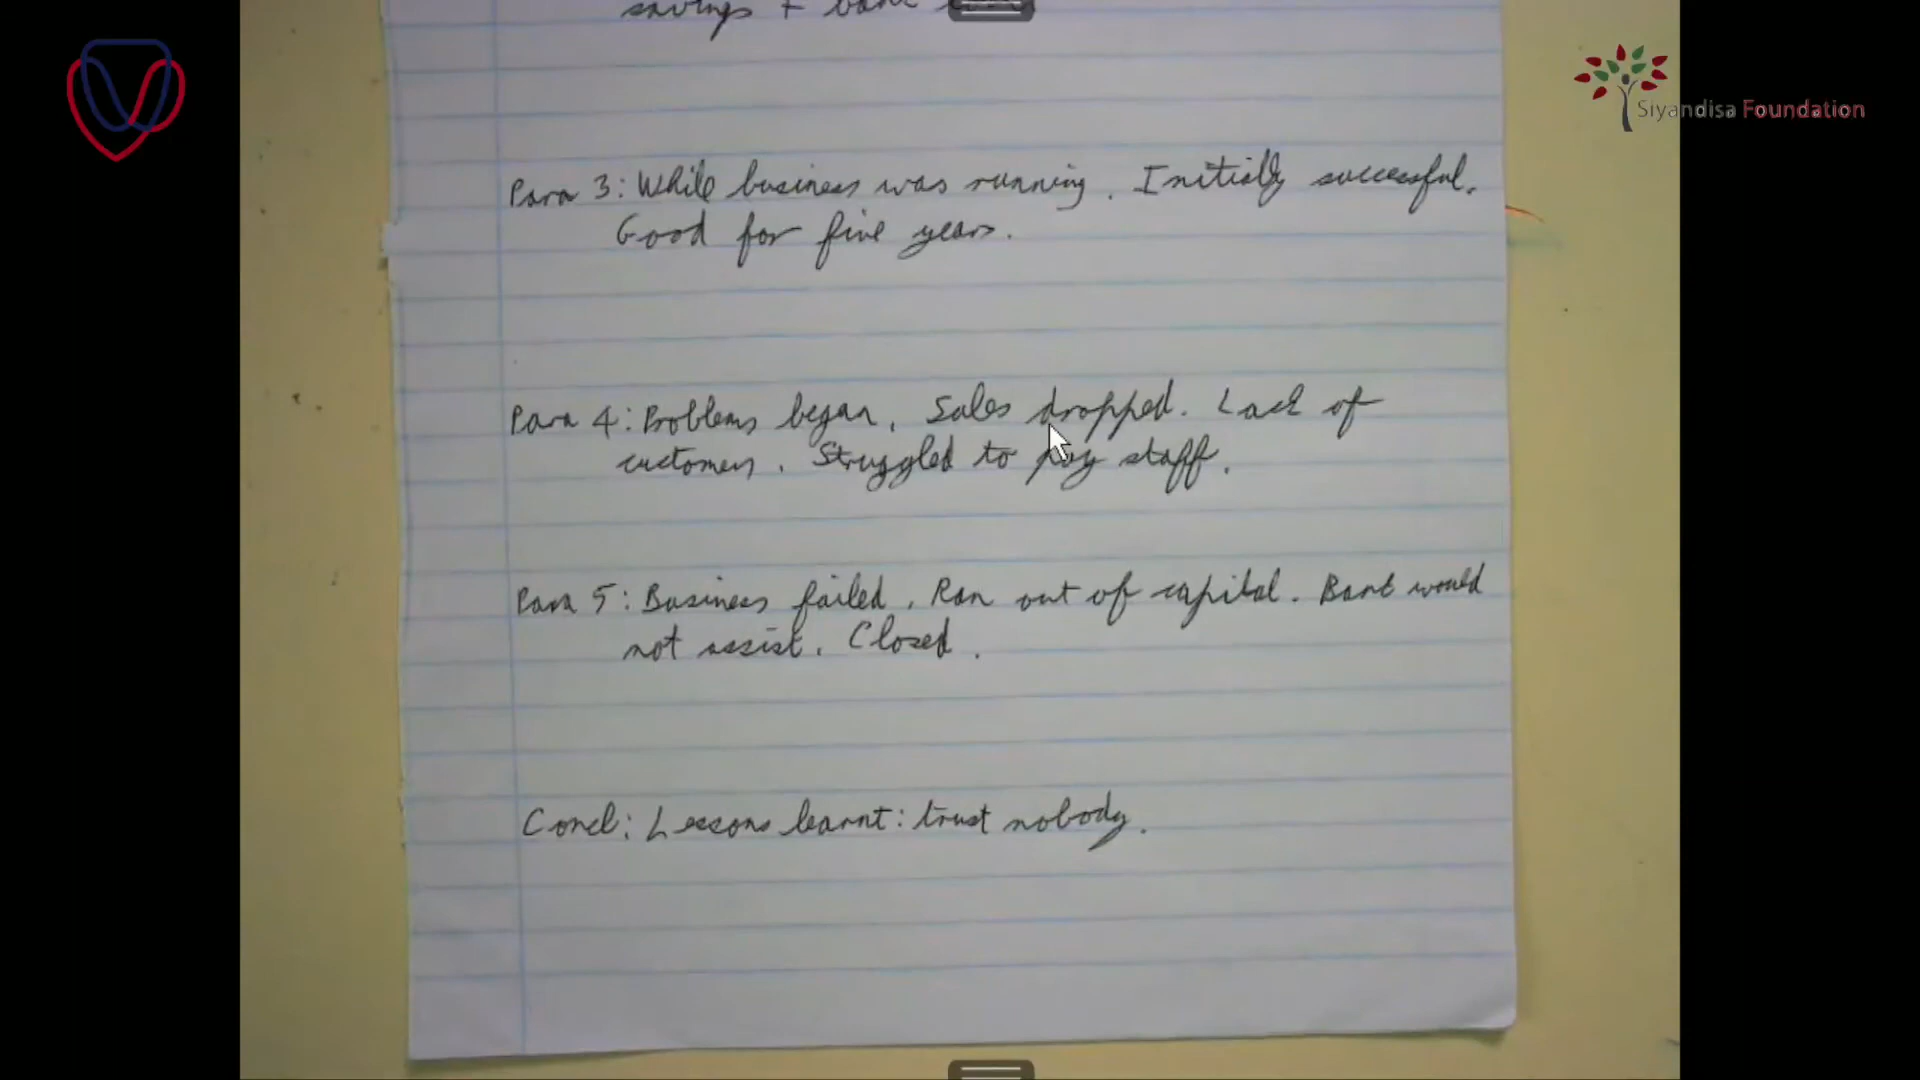 savings + bank
Para 3: While business was running. Initially successful.
Good for five years.
Para 4: Problems began. Sales dropped. Lack of
customers. Struggled to pay staff.
Para 5: Business failed. Ran out of capital. Bank would
not assist. Closed.
Concl: Lessons learnt: trust nobody.
Siyandisa Foundation